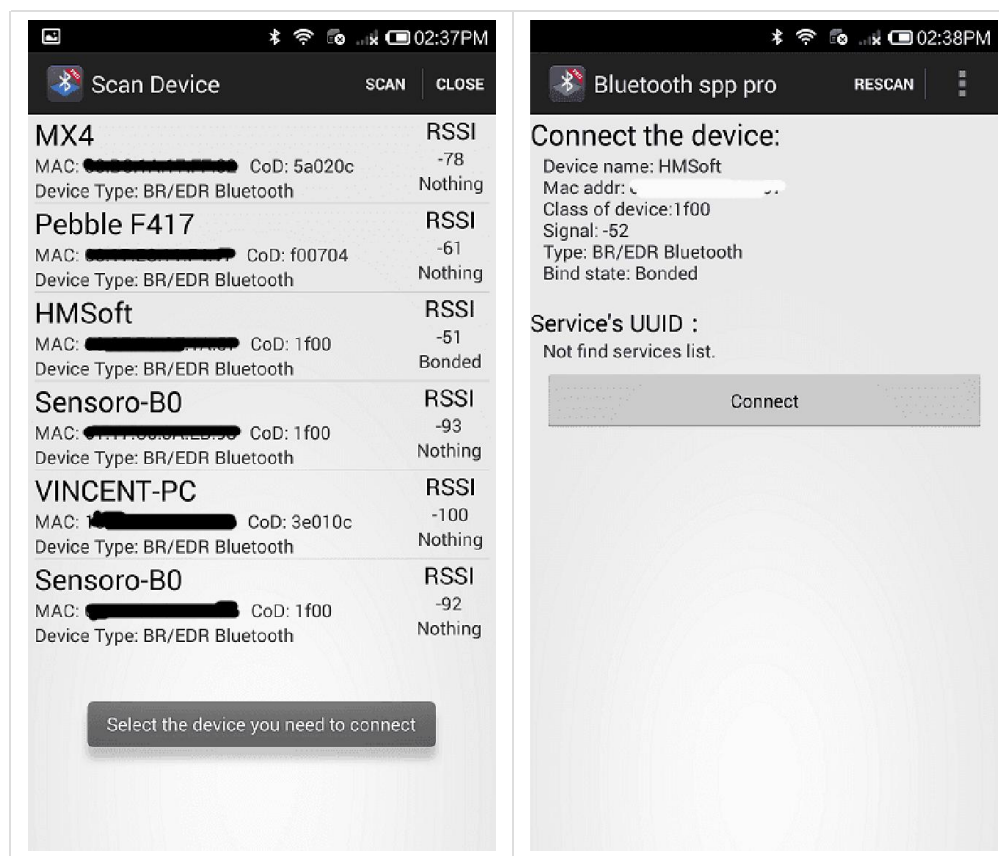 02:37PM
Scan Device SCAN CLOSE
MX4 RSSI
MAC: CoD: 5a020c -78
Device Type: BR/EDR Bluetooth Nothing
Pebble F417 RSSI
MAC: CoD: f00704 -61
Device Type: BR/EDR Bluetooth Nothing
HMSoft RSSI
MAC: CoD: 1f00 -51
Device Type: BR/EDR Bluetooth Bonded
Sensoro-B0 RSSI
MAC: CoD: 1f00 -93
Device Type: BR/EDR Bluetooth Nothing
VINCENT-PC RSSI
MAC: CoD: 3e010c -100
Device Type: BR/EDR Bluetooth Nothing
Sensoro-B0 RSSI
MAC: CoD: 1f00 -92
Device Type: BR/EDR Bluetooth Nothing
Select the device you need to connect
02:38PM
Bluetooth spp pro RESCAN
Connect the device:
Device name: HMSoft
Mac addr:
Class of device:1f00
Signal: -52
Type: BR/EDR Bluetooth
Bind state: Bonded
Service's UUID :
Not find services list.
Connect